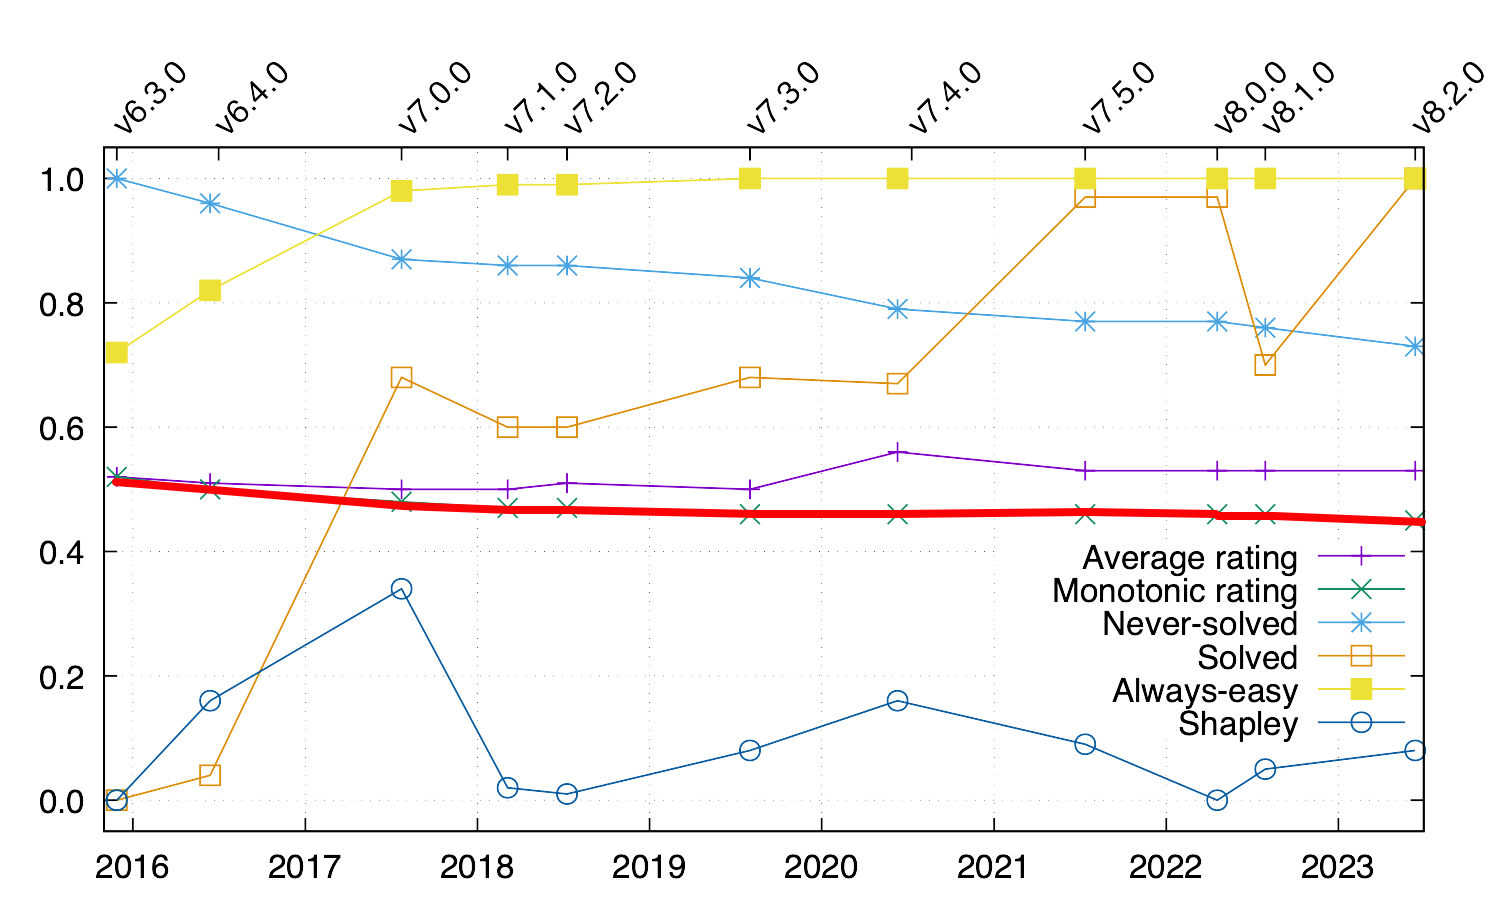 v6.3.0
v6.4.0
v7.0.0
v7.1.0
v7.2.0
v7.3.0
v7.4.0
v7.5.0
v8.0.0
v8.1.0
v8.2.0
1.0
0.8
0.6
0.4
0.2
0.0
Average rating
Monotonic rating
Never-solved
Solved
Always-easy
Shapley
2016 2017 2018 2019 2020 2021 2022 2023